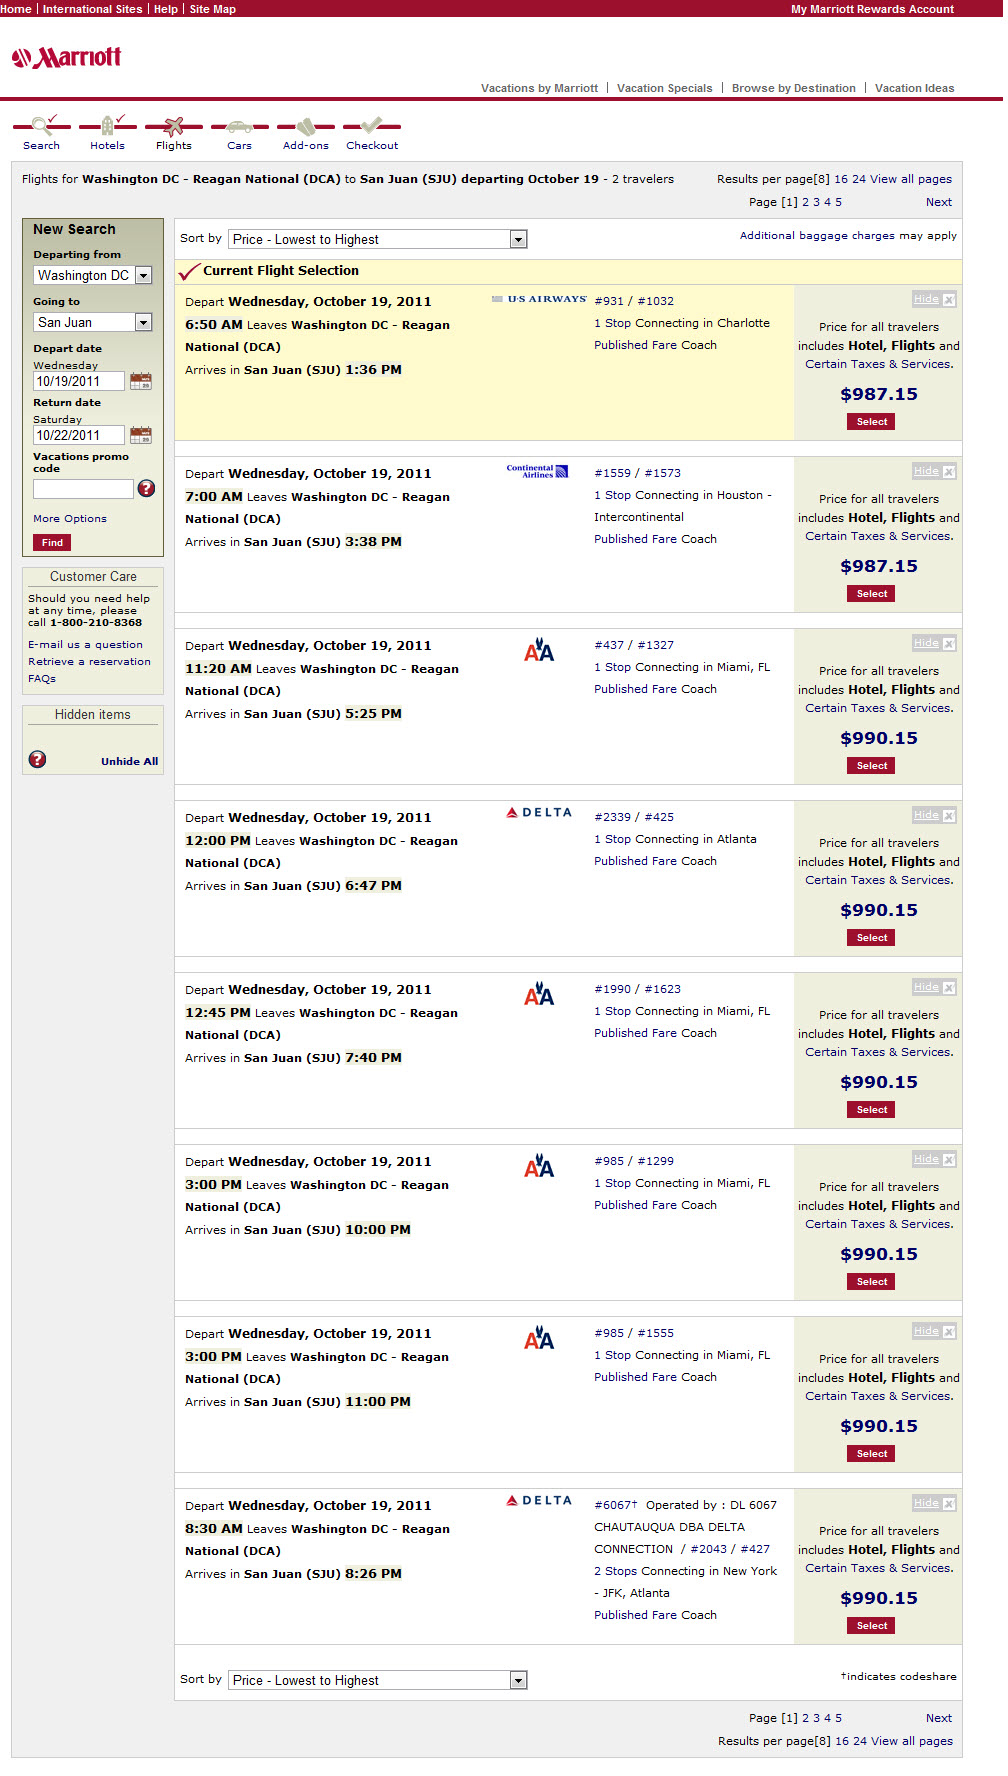 Home | International Sites | Help | Site Map
My Marriott Rewards Account
Marriott
Vacations by Marriott | Vacation Specials | Browse by Destination | Vacation Ideas
Search Hotels Flights Cars Add-ons Checkout
Flights for Washington DC - Reagan National (DCA) to San Juan (SJU) departing October 19 - 2 travelers
Results per page[8] 16 24 View all pages
Page [1] 2 3 4 5 Next
New Search
Departing from
Washington DC
Going to
San Juan
Depart date
Wednesday
10/19/2011
Return date
Saturday
10/22/2011
Vacations promo
code
More Options
Find
Customer Care
Should you need help
at any time, please
call 1-800-210-8368
E-mail us a question
Retrieve a reservation
FAQs
Hidden items
Unhide All
Sort by Price - Lowest to Highest
Additional baggage charges may apply
Current Flight Selection
Depart Wednesday, October 19, 2011
6:50 AM Leaves Washington DC - Reagan
National (DCA)
Arrives in San Juan (SJU) 1:36 PM
U·S AIRWAYS
#931 / #1032
1 Stop Connecting in Charlotte
Published Fare Coach
Hide
Price for all travelers
includes Hotel, Flights and
Certain Taxes & Services.
$987.15
Select
Depart Wednesday, October 19, 2011
7:00 AM Leaves Washington DC - Reagan
National (DCA)
Arrives in San Juan (SJU) 3:38 PM
Continental
Airlines
#1559 / #1573
1 Stop Connecting in Houston -
Intercontinental
Published Fare Coach
Hide
Price for all travelers
includes Hotel, Flights and
Certain Taxes & Services.
$987.15
Select
Depart Wednesday, October 19, 2011
11:20 AM Leaves Washington DC - Reagan
National (DCA)
Arrives in San Juan (SJU) 5:25 PM
AA
#437 / #1327
1 Stop Connecting in Miami, FL
Published Fare Coach
Hide
Price for all travelers
includes Hotel, Flights and
Certain Taxes & Services.
$990.15
Select
Depart Wednesday, October 19, 2011
12:00 PM Leaves Washington DC - Reagan
National (DCA)
Arrives in San Juan (SJU) 6:47 PM
DELTA
#2339 / #425
1 Stop Connecting in Atlanta
Published Fare Coach
Hide
Price for all travelers
includes Hotel, Flights and
Certain Taxes & Services.
$990.15
Select
Depart Wednesday, October 19, 2011
12:45 PM Leaves Washington DC - Reagan
National (DCA)
Arrives in San Juan (SJU) 7:40 PM
AA
#1990 / #1623
1 Stop Connecting in Miami, FL
Published Fare Coach
Hide
Price for all travelers
includes Hotel, Flights and
Certain Taxes & Services.
$990.15
Select
Depart Wednesday, October 19, 2011
3:00 PM Leaves Washington DC - Reagan
National (DCA)
Arrives in San Juan (SJU) 10:00 PM
AA
#985 / #1299
1 Stop Connecting in Miami, FL
Published Fare Coach
Hide
Price for all travelers
includes Hotel, Flights and
Certain Taxes & Services.
$990.15
Select
Depart Wednesday, October 19, 2011
3:00 PM Leaves Washington DC - Reagan
National (DCA)
Arrives in San Juan (SJU) 11:00 PM
AA
#985 / #1555
1 Stop Connecting in Miami, FL
Published Fare Coach
Hide
Price for all travelers
includes Hotel, Flights and
Certain Taxes & Services.
$990.15
Select
Depart Wednesday, October 19, 2011
8:30 AM Leaves Washington DC - Reagan
National (DCA)
Arrives in San Juan (SJU) 8:26 PM
DELTA
#6067† Operated by : DL 6067
CHAUTAUQUA DBA DELTA
CONNECTION / #2043 / #427
2 Stops Connecting in New York
- JFK, Atlanta
Published Fare Coach
Hide
Price for all travelers
includes Hotel, Flights and
Certain Taxes & Services.
$990.15
Select
Sort by Price - Lowest to Highest
†indicates codeshare
Page [1] 2 3 4 5 Next
Results per page[8] 16 24 View all pages